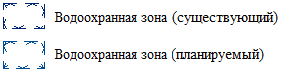 Водоохранная зона (существующий)
Водоохранная зона (планируемый)